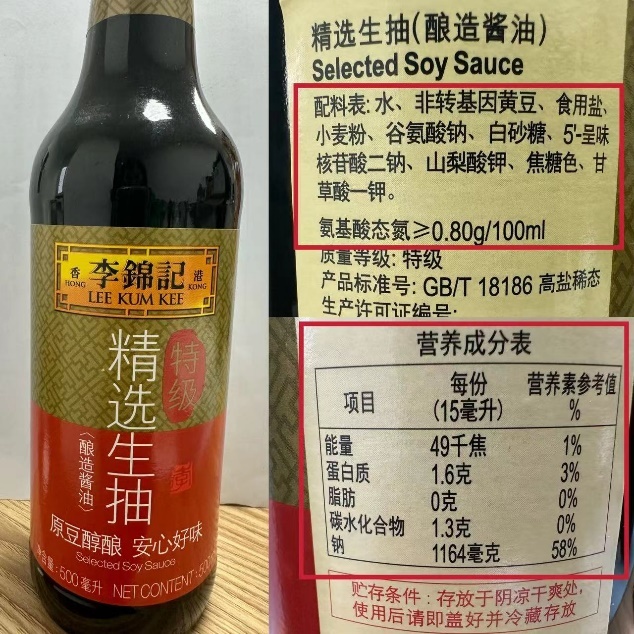 香 李錦記 港
HONG LEE KUM KEE KONG
特级
精选生抽
(酿造酱油)
原豆醇酿 安心好味
Selected Soy Sauce
净含量:500毫升 NET CONTENT:500
精选生抽(酿造酱油)
Selected Soy Sauce
配料表: 水、非转基因黄豆、食用盐、
小麦粉、谷氨酸钠、白砂糖、5'-呈味
核苷酸二钠、山梨酸钾、焦糖色、甘
草酸一钾。
氨基酸态氮≥0.80g/100ml
质量等级: 特级
产品标准号: GB/T 18186 高盐稀态
生产许可证编号:
营养成分表
项目 每份(15毫升) 营养素参考值%
能量 49千焦 1%
蛋白质 1.6克 3%
脂肪 0克 0%
碳水化合物 1.3克 0%
钠 1164毫克 58%
贮存条件: 存放于阴凉干爽处,
使用后请即盖好并冷藏存放